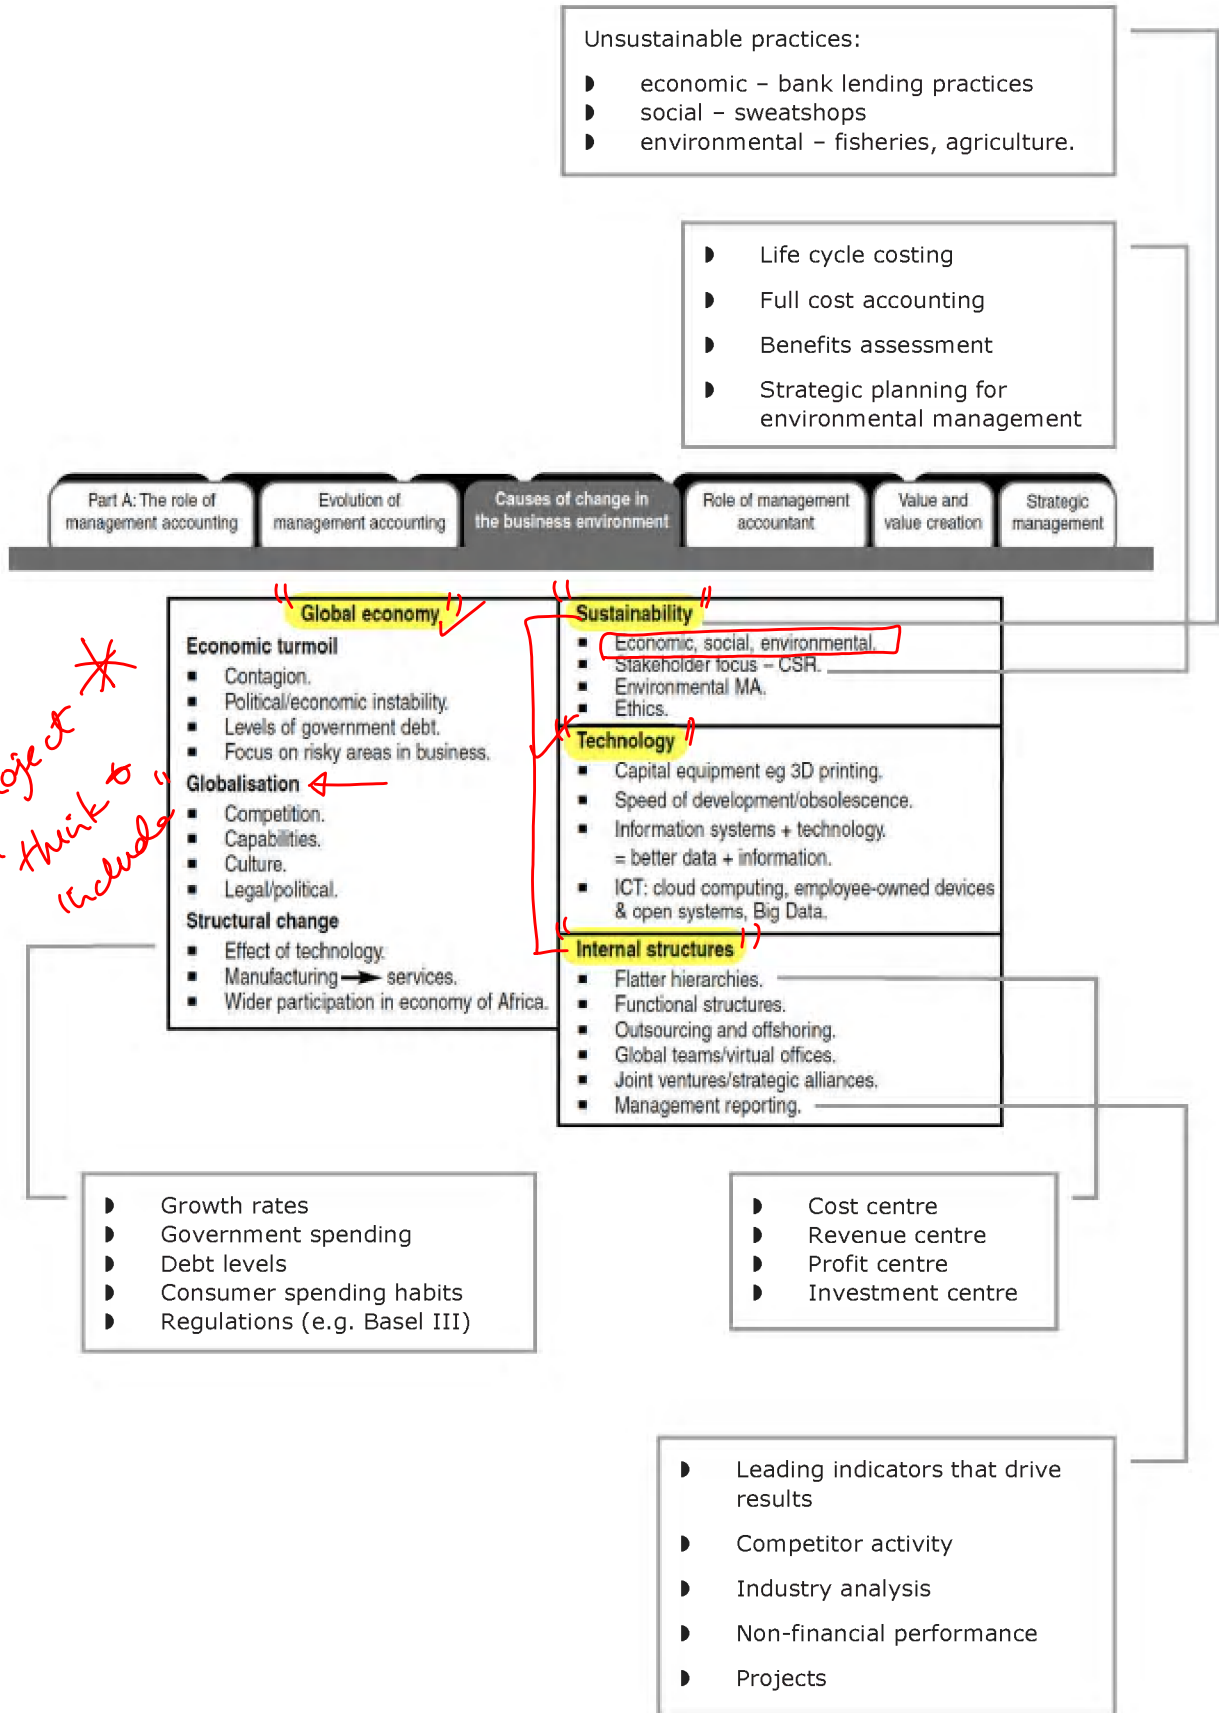 Unsustainable practices:
◗ economic – bank lending practices
◗ social – sweatshops
◗ environmental – fisheries, agriculture.
◗ Life cycle costing
◗ Full cost accounting
◗ Benefits assessment
◗ Strategic planning for
environmental management
Part A: The role of
management accounting
Evolution of
management accounting
Causes of change in
the business environment
Role of management
accountant
Value and
value creation
Strategic
management
"Global economy"
Economic turmoil
■ Contagion.
■ Political/economic instability.
■ Levels of government debt.
■ Focus on risky areas in business.
Globalisation
■ Competition.
■ Capabilities.
■ Culture.
■ Legal/political.
Structural change
■ Effect of technology.
■ Manufacturing → services.
■ Wider participation in economy of Africa.
think to
include"
"Sustainability"
■ Economic, social, environmental.
■ Stakeholder focus – CSR.
■ Environmental MA.
■ Ethics.
"Technology"
■ Capital equipment eg 3D printing.
■ Speed of development/obsolescence.
■ Information systems + technology.
= better data + information.
■ ICT: cloud computing, employee-owned devices
& open systems, Big Data.
"Internal structures"
■ Flatter hierarchies.
■ Functional structures.
■ Outsourcing and offshoring.
■ Global teams/virtual offices.
■ Joint ventures/strategic alliances.
■ Management reporting.
◗ Growth rates
◗ Government spending
◗ Debt levels
◗ Consumer spending habits
◗ Regulations (e.g. Basel III)
◗ Cost centre
◗ Revenue centre
◗ Profit centre
◗ Investment centre
◗ Leading indicators that drive
results
◗ Competitor activity
◗ Industry analysis
◗ Non-financial performance
◗ Projects